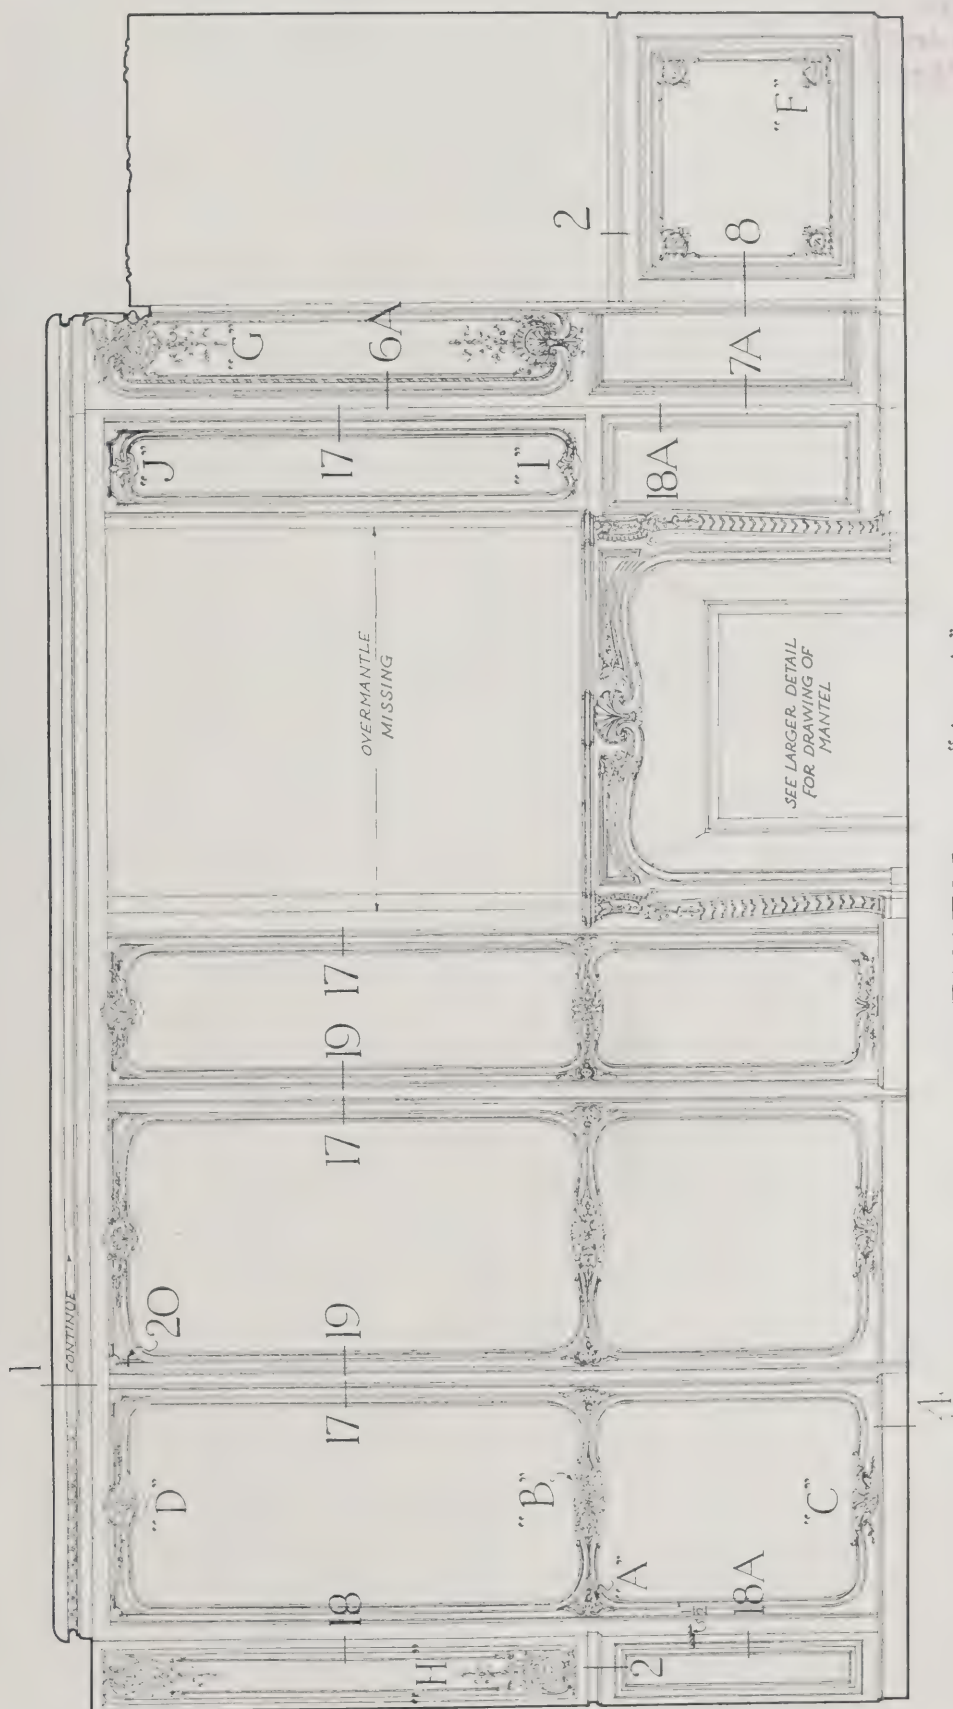 1
CONTINUE
"D"
20
"J"
"G"
18
17
19
17
19
17
17
6A
OVERMANTLE
MISSING
"H"
"B"
"I"
2
"A"
2
18A
18A
7A
8
SEE LARGER DETAIL
FOR DRAWING OF
MANTEL
"C"
"F"
1